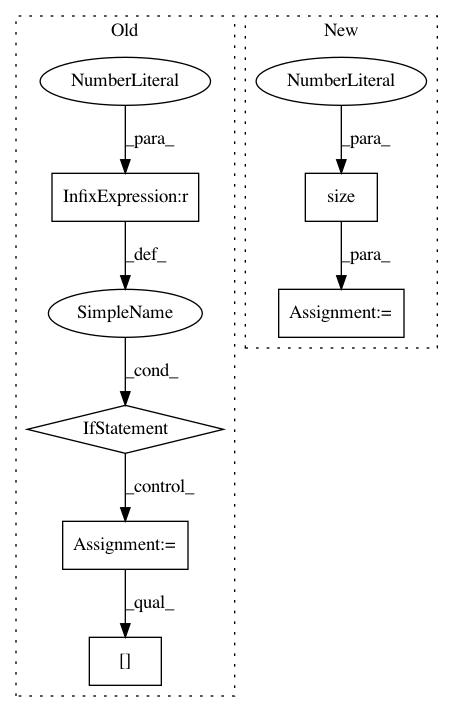 Old
NumberLiteral
_para_
InfixExpression:r
_def_
SimpleName
_cond_
IfStatement
_control_
Assignment:=
_qual_
[]
New
NumberLiteral
_para_
size
_para_
Assignment:=